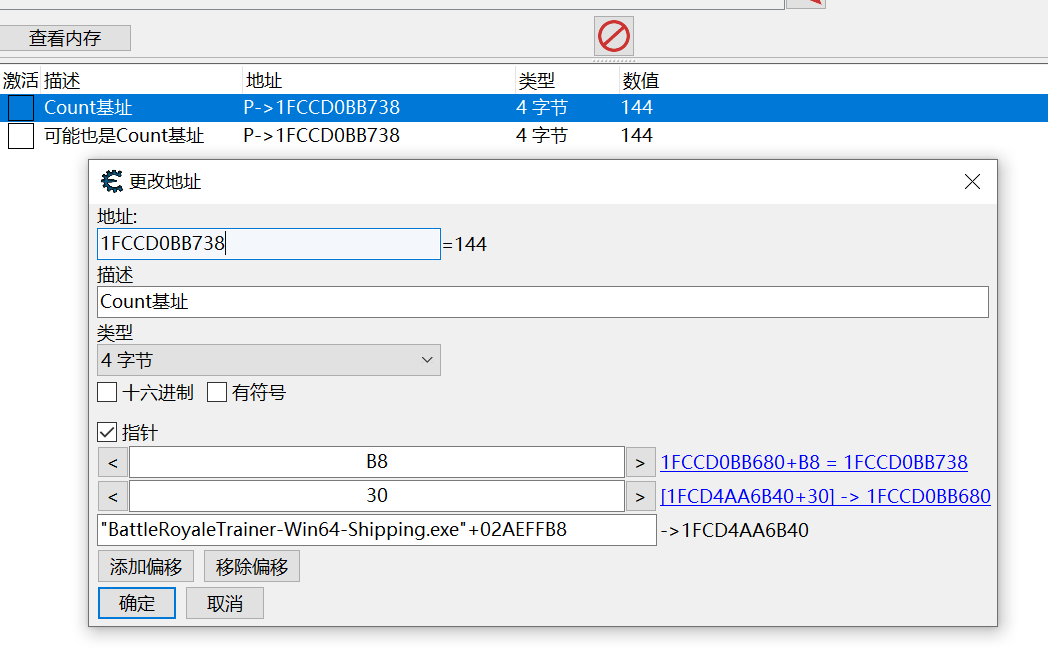 查看内存
激活 描述 地址 类型 数值
Count基址 P->1FCCD0BB738 4 字节 144
可能也是Count基址 P->1FCCD0BB738 4 字节 144
更改地址
地址:
1FCCD0BB738 =144
描述
Count基址
类型
4 字节
十六进制 有符号
指针
< B8 > 1FCCD0BB680+B8 = 1FCCD0BB738
< 30 > [1FCD4AA6B40+30] -> 1FCCD0BB680
"BattleRoyaleTrainer-Win64-Shipping.exe"+02AEFFB8 ->1FCD4AA6B40
添加偏移 移除偏移
确定 取消